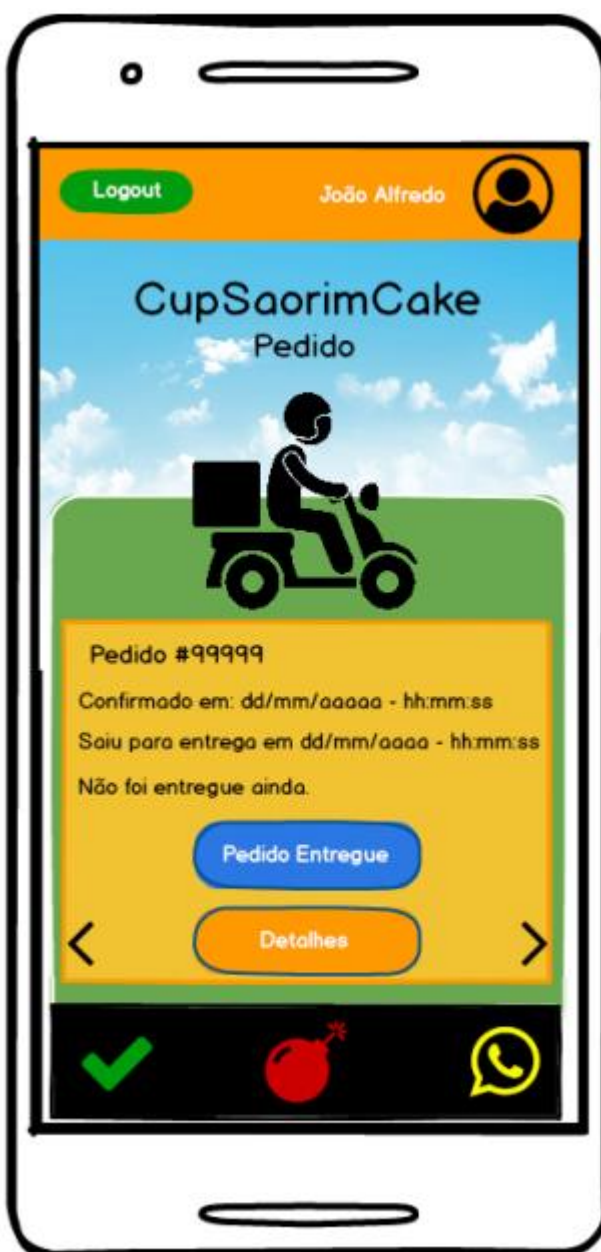 Logout
João Alfredo
CupSaorimCake
Pedido
Pedido #99999
Confirmado em: dd/mm/aaaaa - hh:mm:ss
Saiu para entrega em dd/mm/aaaa - hh:mm:ss
Não foi entregue ainda.
Pedido Entregue
Detalhes